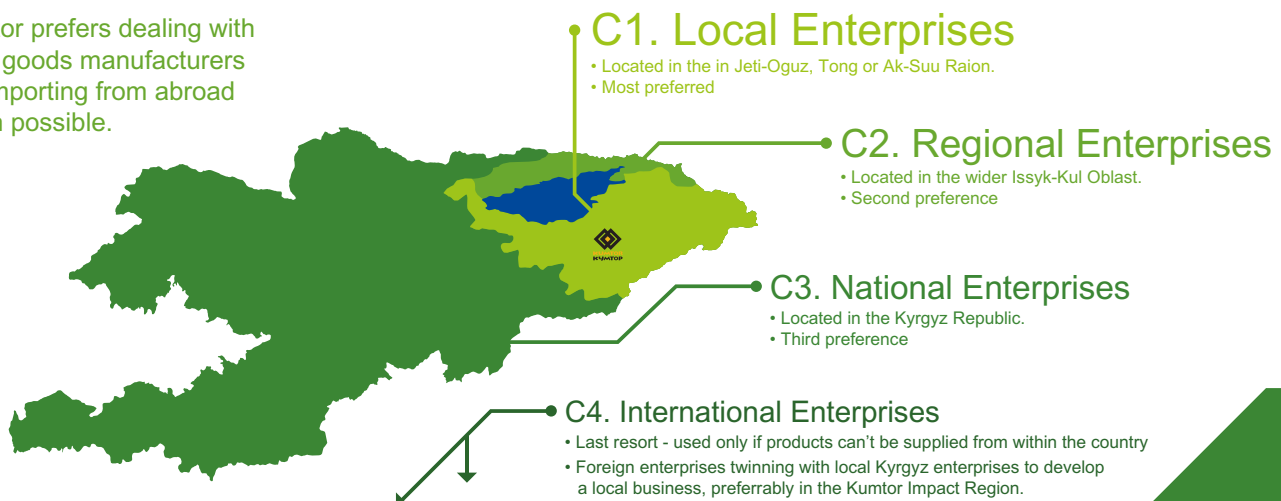 or prefers dealing with
goods manufacturers
mporting from abroad
possible.
C1. Local Enterprises
• Located in the in Jeti-Oguz, Tong or Ak-Suu Raion.
• Most preferred
C2. Regional Enterprises
• Located in the wider Issyk-Kul Oblast.
• Second preference
КУМТОР
C3. National Enterprises
• Located in the Kyrgyz Republic.
• Third preference
C4. International Enterprises
• Last resort - used only if products can’t be supplied from within the country
• Foreign enterprises twinning with local Kyrgyz enterprises to develop
a local business, preferrably in the Kumtor Impact Region.